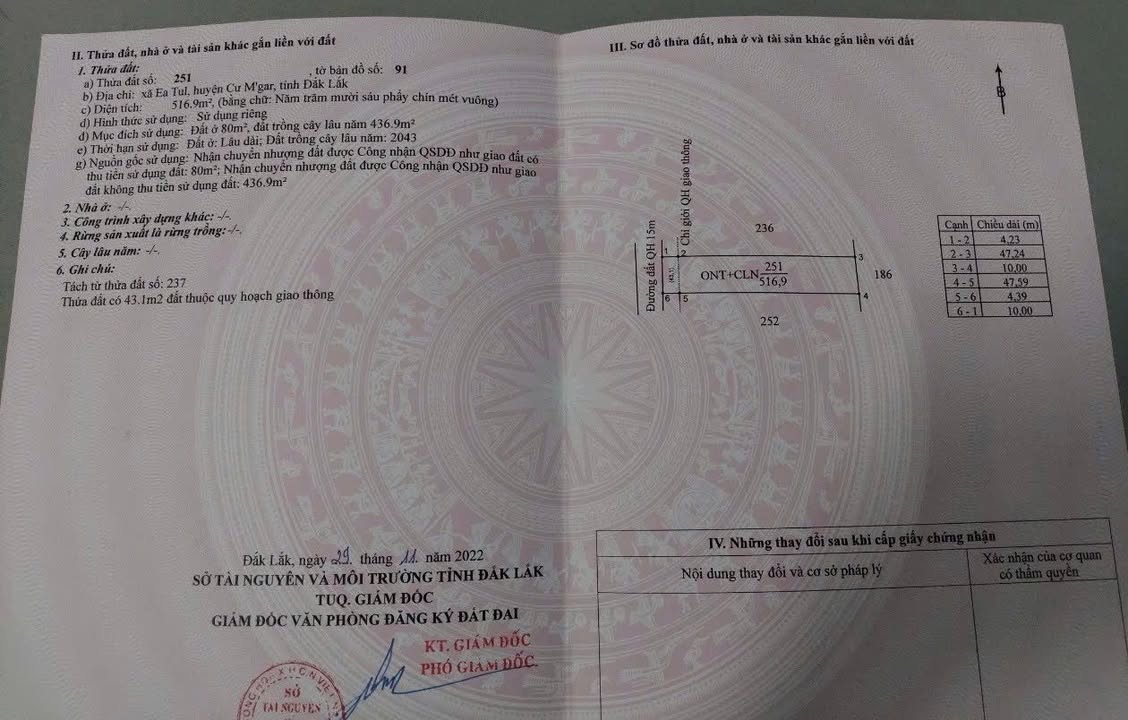 II. Thửa đất, nhà ở và tài sản khác gắn liền với đất
1. Thửa đất:
a) Thửa đất số: 251 , tờ bản đồ số: 91
b) Địa chỉ: xã Ea Tul, huyện Cư M'gar, tỉnh Đắk Lắk
c) Diện tích: 516.9m², (bằng chữ: Năm trăm mười sáu phẩy chín mét vuông)
d) Hình thức sử dụng: Sử dụng riêng
đ) Mục đích sử dụng: Đất ở 80m², đất trồng cây lâu năm 436.9m²
e) Thời hạn sử dụng: Đất ở: Lâu dài; Đất trồng cây lâu năm: 2043
g) Nguồn gốc sử dụng: Nhận chuyển nhượng đất được Công nhận QSDĐ như giao đất có
thu tiền sử dụng đất: 80m²; Nhận chuyển nhượng đất được Công nhận QSDĐ như giao
đất không thu tiền sử dụng đất: 436.9m²
2. Nhà ở: -/-.
3. Công trình xây dựng khác: -/-.
4. Rừng sản xuất là rừng trồng:-/-.
5. Cây lâu năm: -/-.
6. Ghi chú:
Tách từ thửa đất số: 237
Thửa đất có 43.1m2 đất thuộc quy hoạch giao thông
Đắk Lắk, ngày 29 tháng 11 năm 2022
SỞ TÀI NGUYÊN VÀ MÔI TRƯỜNG TỈNH ĐẮK LẮK
TUQ. GIÁM ĐỐC
GIÁM ĐỐC VĂN PHÒNG ĐĂNG KÝ ĐẤT ĐAI
KT. GIÁM ĐỐC
PHÓ GIÁM ĐỐC
SỞ
TÀI NGUYÊN
III. Sơ đồ thửa đất, nhà ở và tài sản khác gắn liền với đất
B
Đường đất QH 15m
Chỉ giới QH giao thông
236
1
2
3
(43,1)
ONT+CLN 251
516,9
186
6
5
4
252
Cạnh Chiều dài (m)
1 - 2 4,23
2 - 3 47,24
3 - 4 10,00
4 - 5 47,59
5 - 6 4,39
6 - 1 10,00
IV. Những thay đổi sau khi cấp giấy chứng nhận
Nội dung thay đổi và cơ sở pháp lý
Xác nhận của cơ quan
có thẩm quyền